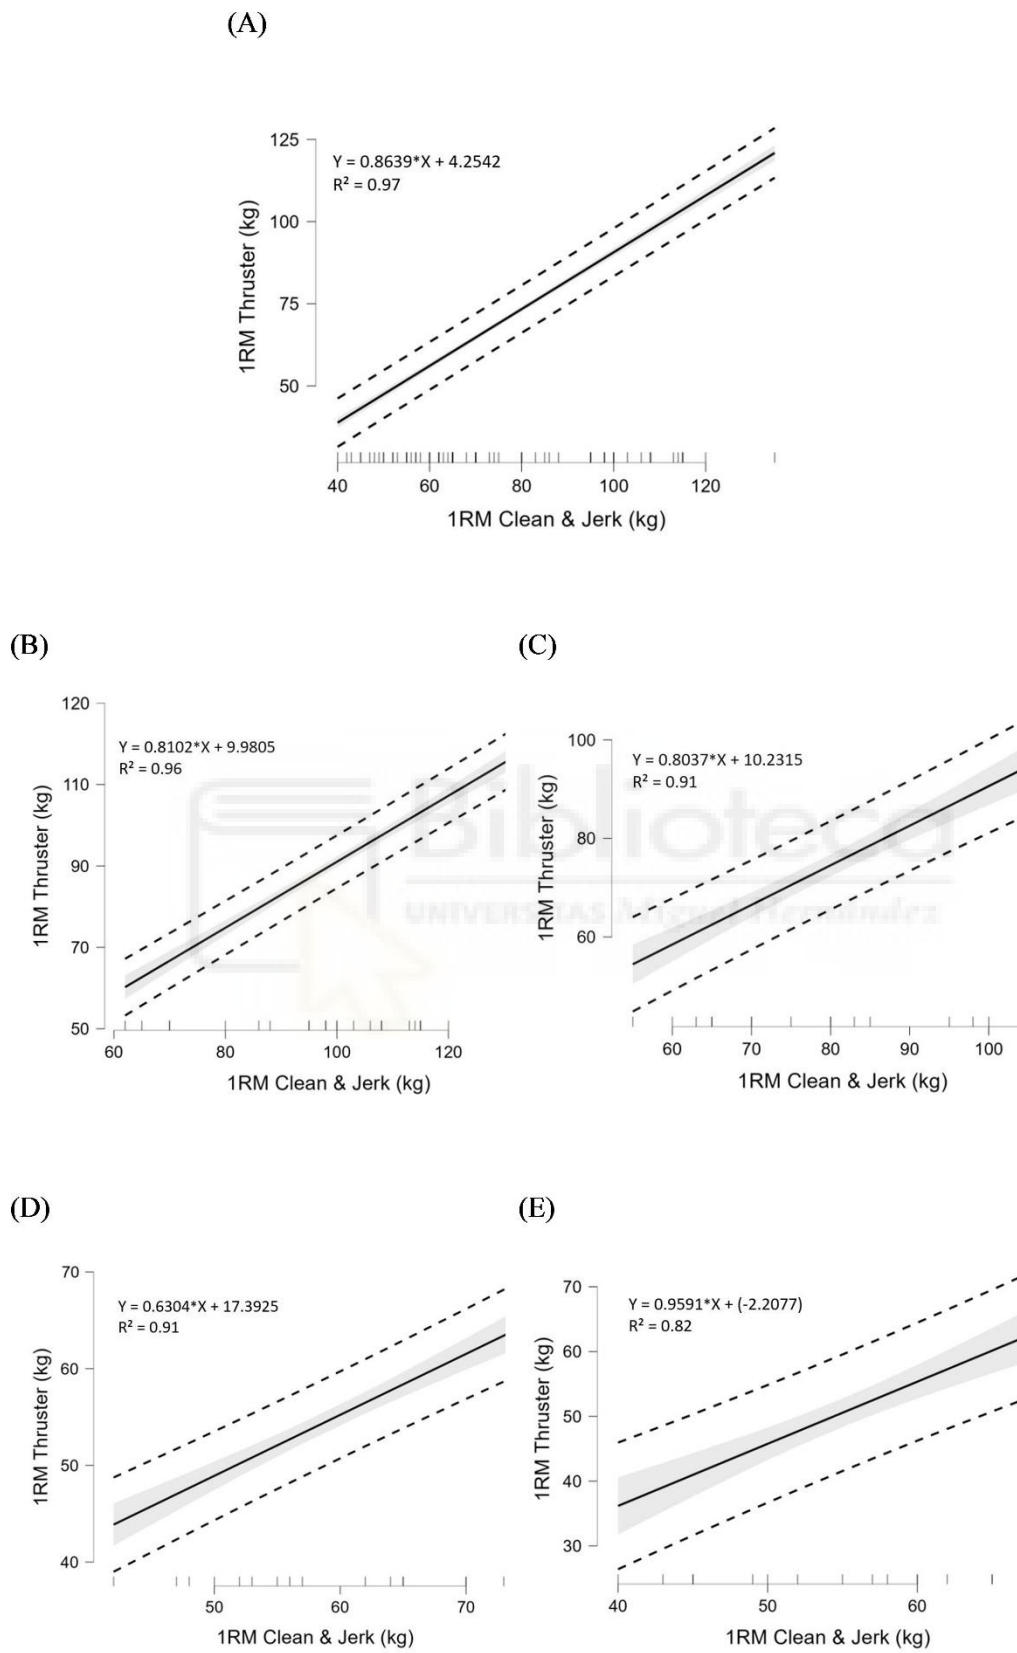 (A)
125
100
75
50
Y = 0.8639*X + 4.2542
R² = 0.97
1RM Thruster (kg)
40 60 80 100 120
1RM Clean & Jerk (kg)
(B)
120
110
90
70
50
Y = 0.8102*X + 9.9805
R² = 0.96
1RM Thruster (kg)
60 80 100 120
1RM Clean & Jerk (kg)
(C)
100
80
60
Y = 0.8037*X + 10.2315
R² = 0.91
1RM Thruster (kg)
60 70 80 90 100
1RM Clean & Jerk (kg)
Biblioteca
UNIVERSITAS Miguel Hernández
(D)
70
60
50
40
Y = 0.6304*X + 17.3925
R² = 0.91
1RM Thruster (kg)
50 60 70
1RM Clean & Jerk (kg)
(E)
70
60
50
40
30
Y = 0.9591*X + (-2.2077)
R² = 0.82
1RM Thruster (kg)
40 50 60
1RM Clean & Jerk (kg)